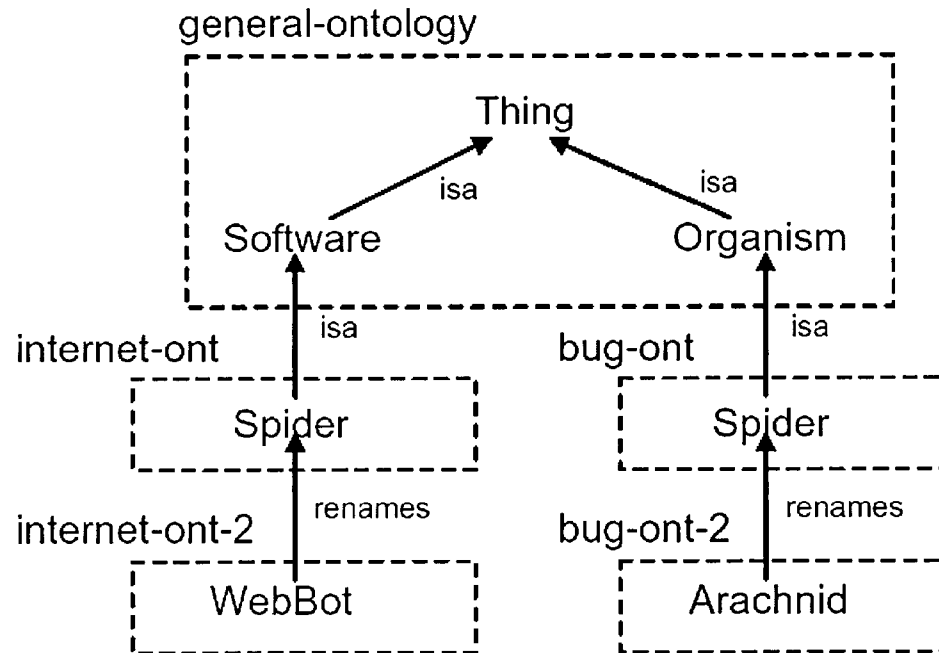 general-ontology
Thing
isa isa
Software Organism
isa isa
internet-ont bug-ont
Spider Spider
renames renames
internet-ont-2 bug-ont-2
WebBot Arachnid